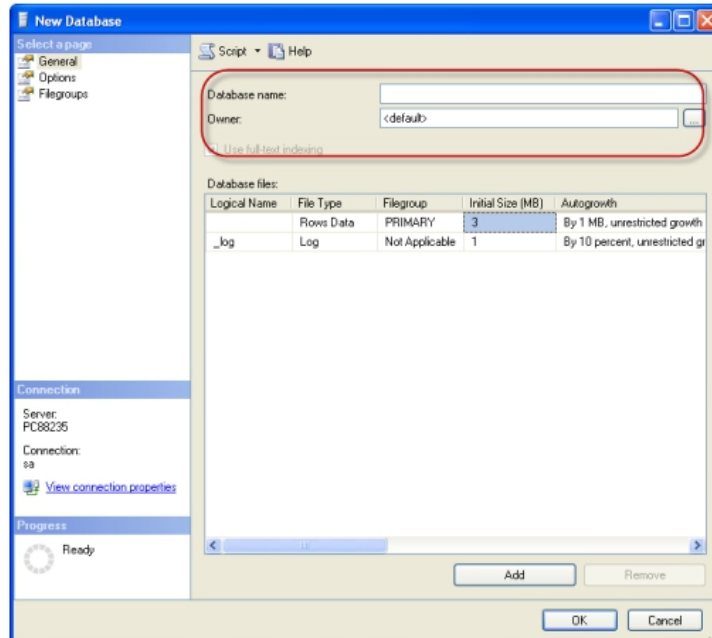 New Database
Select a page
General
Options
Filegroups
Script Help
Database name:
Owner: <default> ...
Use full-text indexing
Database files:
Logical Name File Type Filegroup Initial Size (MB) Autogrowth
Rows Data PRIMARY 3 By 1 MB, unrestricted growth
_log Log Not Applicable 1 By 10 percent, unrestricted gr
Connection
Server:
PC88235
Connection:
sa
View connection properties
Progress
Ready
Add Remove
OK Cancel